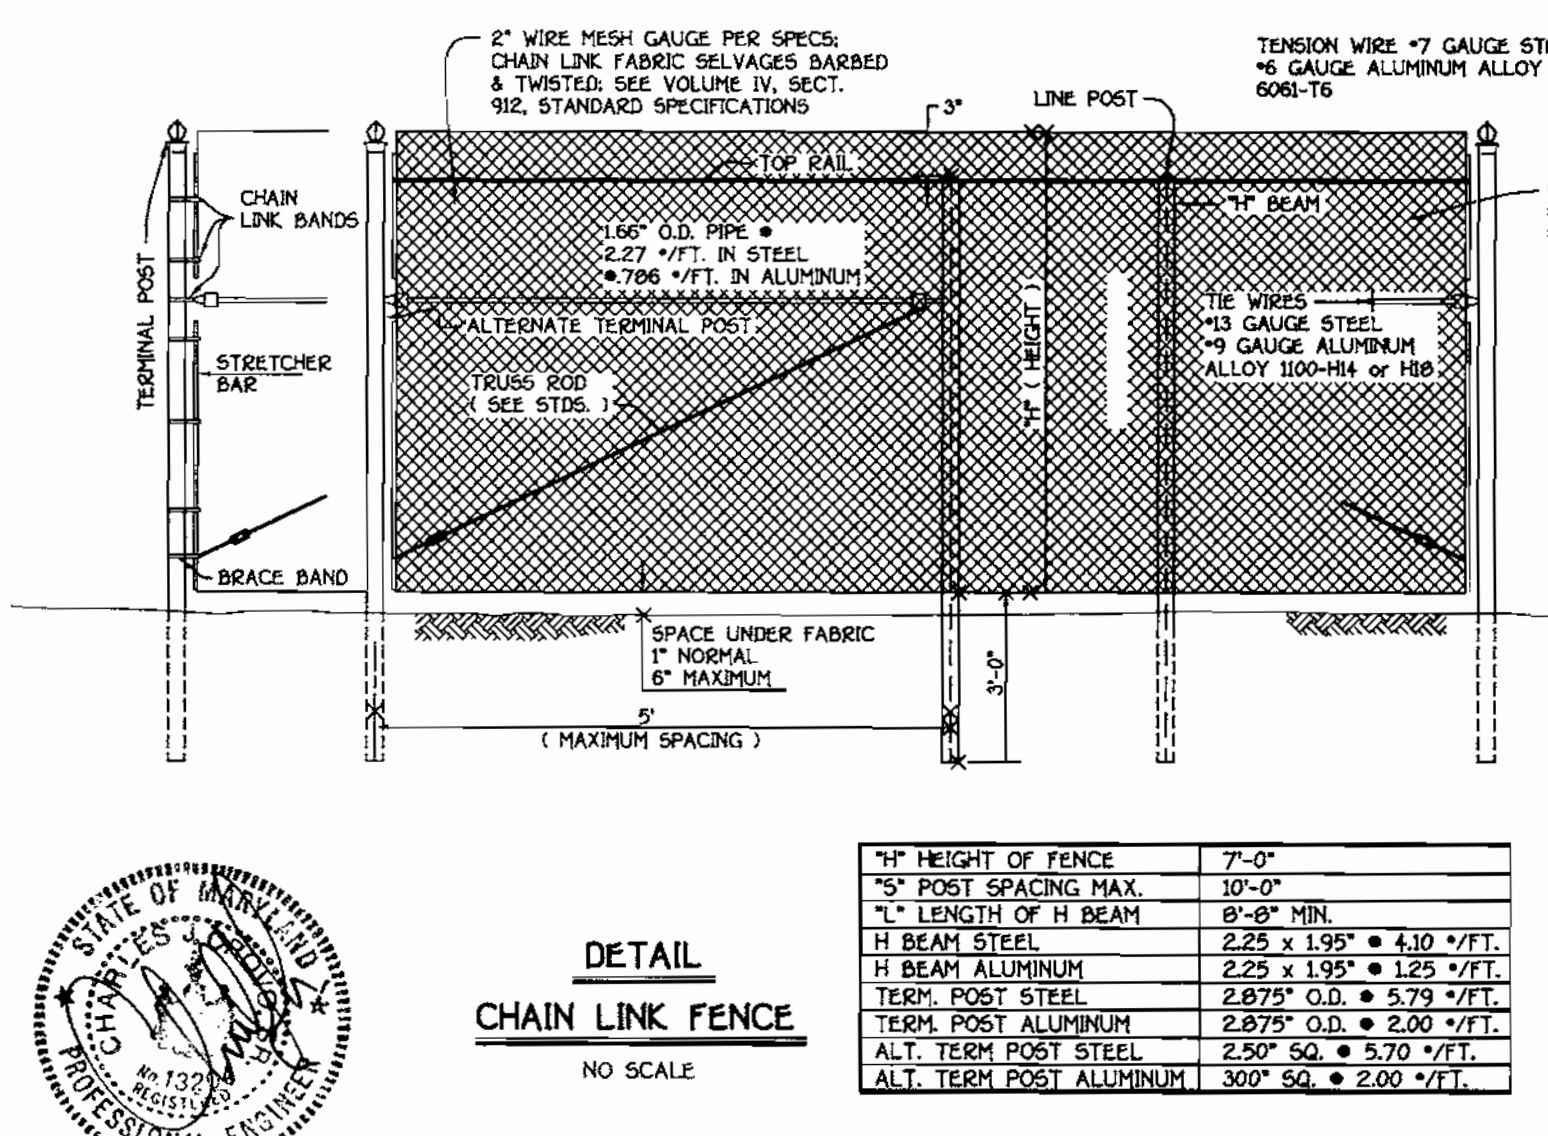 2" WIRE MESH GAUGE PER SPECS;
CHAIN LINK FABRIC SELVAGES BARBED
& TWISTED; SEE VOLUME IV, SECT.
912, STANDARD SPECIFICATIONS
TENSION WIRE •7 GAUGE
•6 GAUGE ALUMINUM ALLOY
6061-T6
LINE POST
3"
TOP RAIL
CHAIN
LINK BANDS
"H" BEAM
1.66" O.D. PIPE ●
2.27 •/FT. IN STEEL
●.786 •/FT. IN ALUMINUM
TERMINAL POST
ALTERNATE TERMINAL POST
"H" ( HEIGHT )
TIE WIRES
•13 GAUGE STEEL
•9 GAUGE ALUMINUM
ALLOY 1100-H14 or H18
STRETCHER
BAR
TRUSS ROD
( SEE STDS. )
BRACE BAND
SPACE UNDER FABRIC
1" NORMAL
6" MAXIMUM
3'-0"
5'
( MAXIMUM SPACING )
"H" HEIGHT OF FENCE 7'-0"
"S" POST SPACING MAX. 10'-0"
"L" LENGTH OF H BEAM 8'-8" MIN.
H BEAM STEEL 2.25 x 1.95" ● 4.10 •/FT.
H BEAM ALUMINUM 2.25 x 1.95" ● 1.25 •/FT.
TERM. POST STEEL 2.875" O.D. ● 5.79 •/FT.
TERM. POST ALUMINUM 2.875" O.D. ● 2.00 •/FT.
ALT. TERM POST STEEL 2.50" SQ. ● 5.70 •/FT.
ALT. TERM POST ALUMINUM 300" SQ. ● 2.00 •/FT.
DETAIL
CHAIN LINK FENCE
NO SCALE
STATE OF MARYLAND
CHARLES J.
No.
REGISTERED
PROFESSIONAL ENGINEER